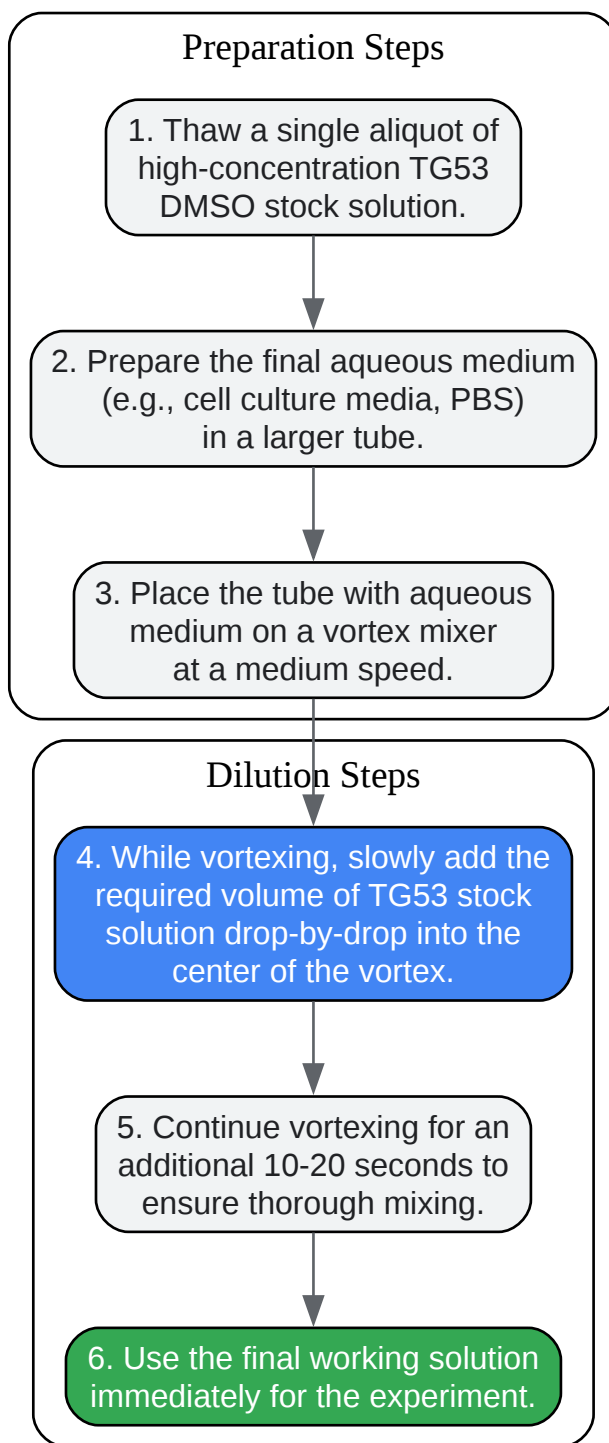 Preparation Steps
1. Thaw a single aliquot of
high-concentration TG53
DMSO stock solution.
2. Prepare the final aqueous medium
(e.g., cell culture media, PBS)
in a larger tube.
3. Place the tube with aqueous
medium on a vortex mixer
at a medium speed.
Dilution Steps
4. While vortexing, slowly add the
required volume of TG53 stock
solution drop-by-drop into the
center of the vortex.
5. Continue vortexing for an
additional 10-20 seconds to
ensure thorough mixing.
6. Use the final working solution
immediately for the experiment.